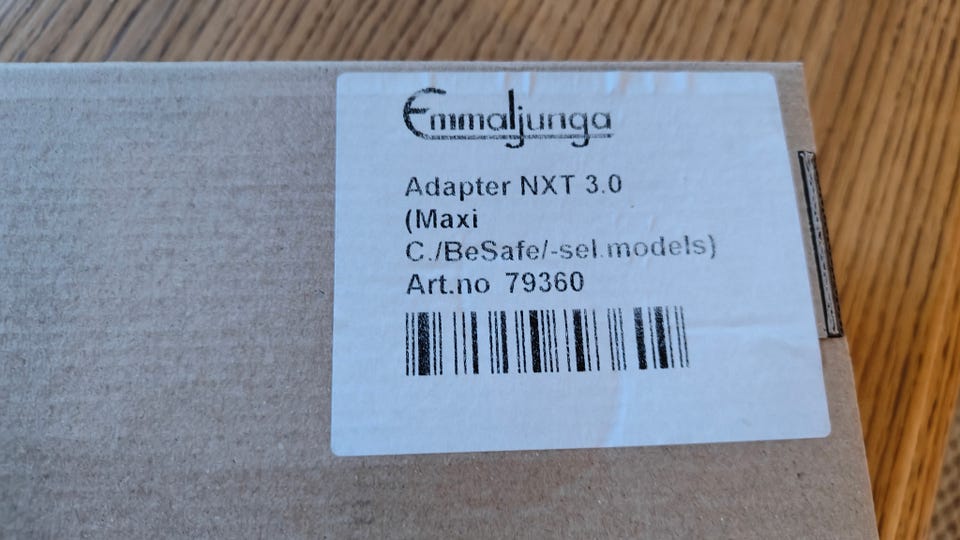 Emmaljunga
Adapter NXT 3.0
(Maxi
C./BeSafe/-sel.models)
Art.no 79360